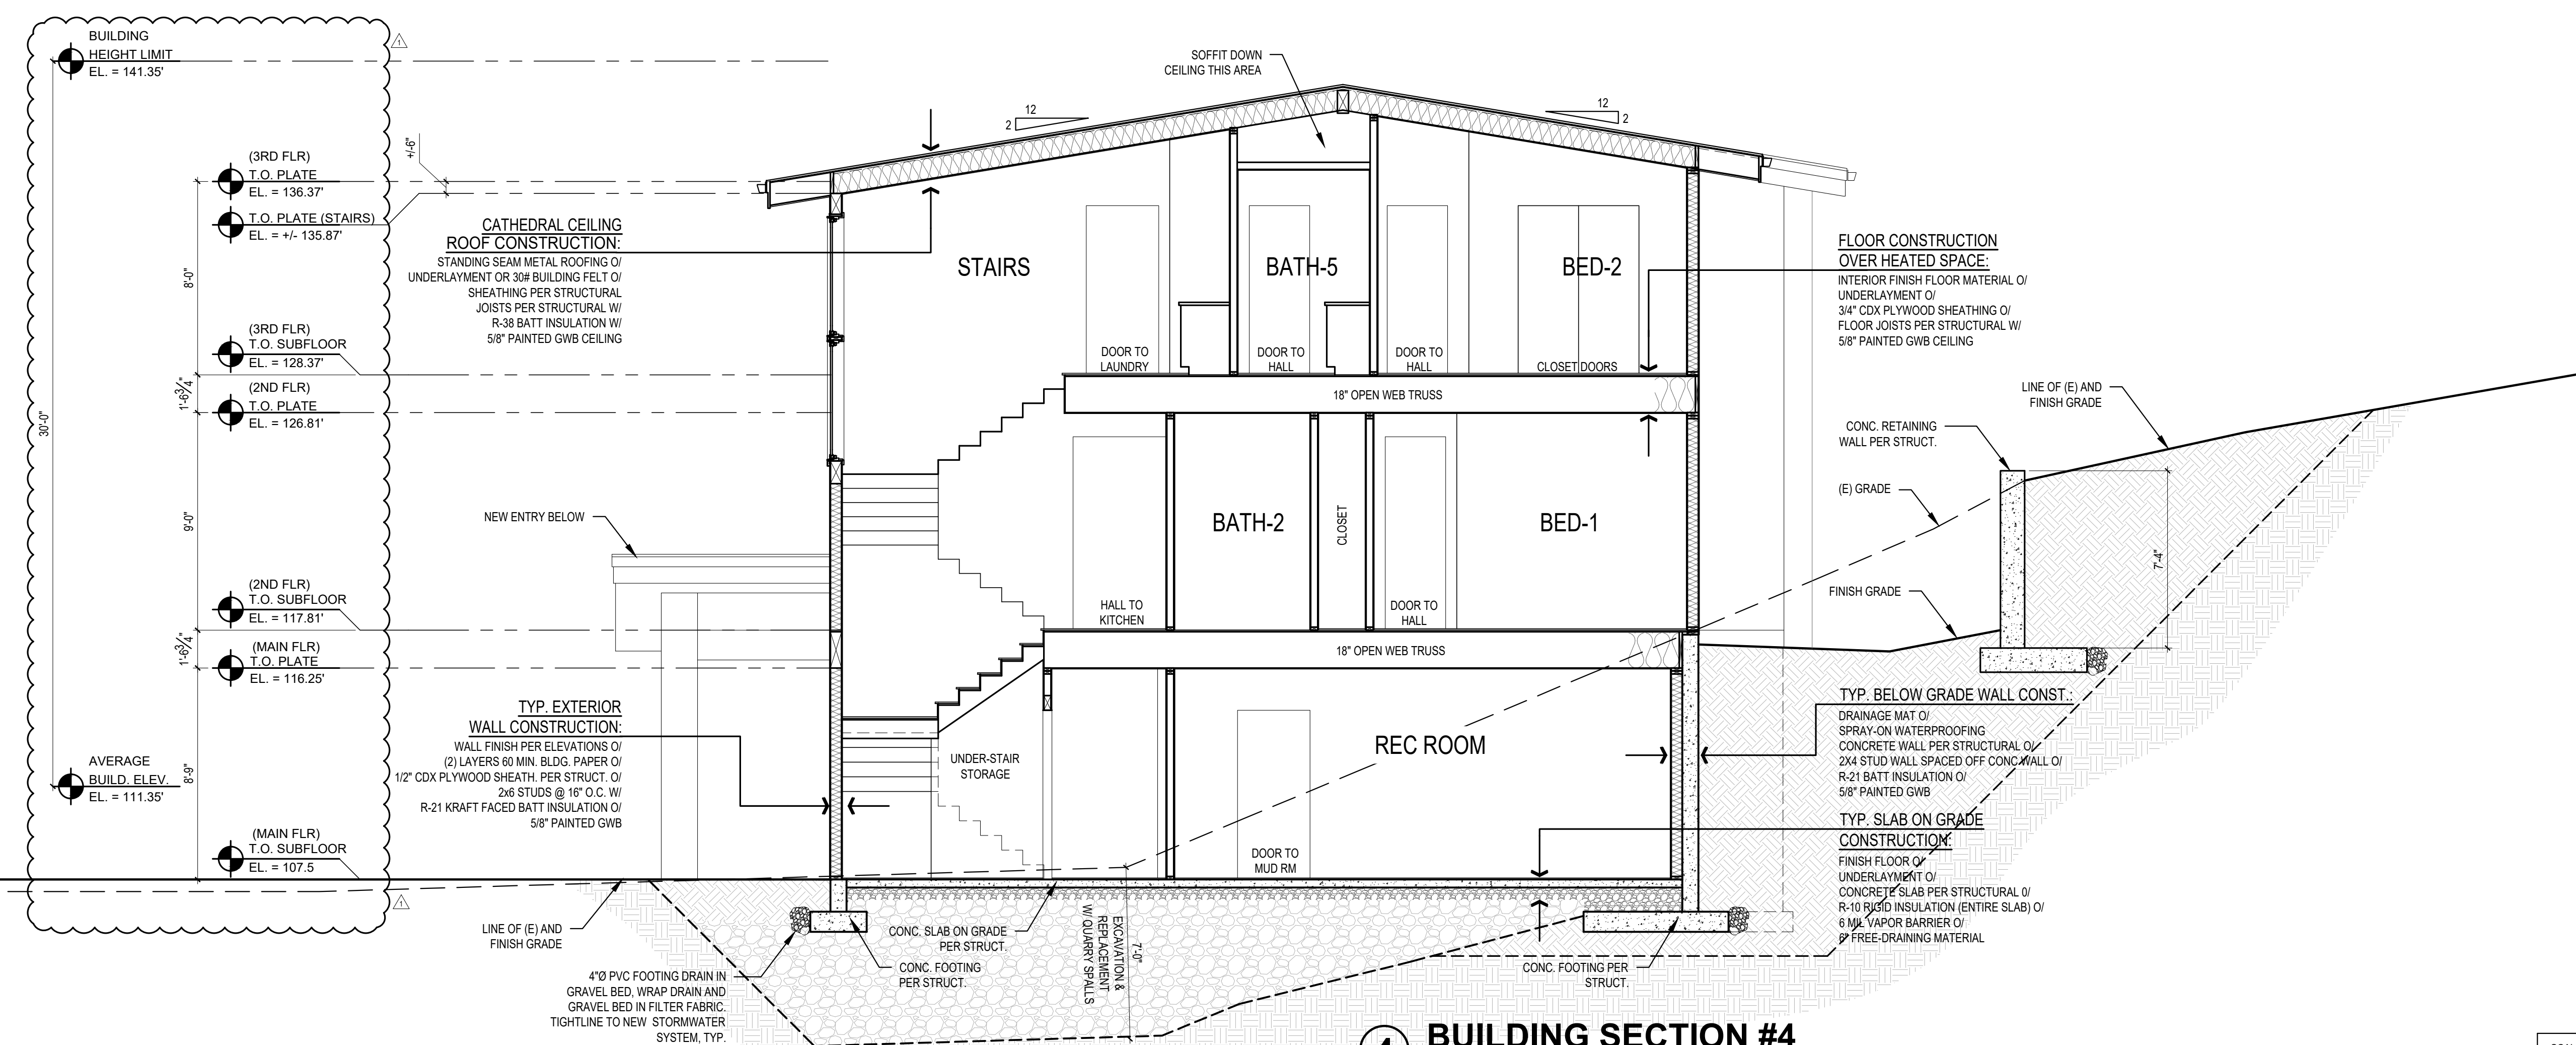 BUILDING
HEIGHT LIMIT
EL. = 141.35'
1
(3RD FLR)
T.O. PLATE
EL. = 136.37'
+/-6"
T.O. PLATE (STAIRS)
EL. = +/- 135.87'
8'-0"
(3RD FLR)
T.O. SUBFLOOR
EL. = 128.37'
1'-6 3/4"
(2ND FLR)
T.O. PLATE
EL. = 126.81'
30'-0"
9'-0"
(2ND FLR)
T.O. SUBFLOOR
EL. = 117.81'
1'-6 3/4"
(MAIN FLR)
T.O. PLATE
EL. = 116.25'
AVERAGE
BUILD. ELEV.
EL. = 111.35'
8'-9"
(MAIN FLR)
T.O. SUBFLOOR
EL. = 107.5
1
CATHEDRAL CEILING
ROOF CONSTRUCTION:
STANDING SEAM METAL ROOFING O/
UNDERLAYMENT OR 30# BUILDING FELT O/
SHEATHING PER STRUCTURAL
JOISTS PER STRUCTURAL W/
R-38 BATT INSULATION W/
5/8" PAINTED GWB CEILING
NEW ENTRY BELOW
TYP. EXTERIOR
WALL CONSTRUCTION:
WALL FINISH PER ELEVATIONS O/
(2) LAYERS 60 MIN. BLDG. PAPER O/
1/2" CDX PLYWOOD SHEATH. PER STRUCT. O/
2x6 STUDS @ 16" O.C. W/
R-21 KRAFT FACED BATT INSULATION O/
5/8" PAINTED GWB
LINE OF (E) AND
FINISH GRADE
4"Ø PVC FOOTING DRAIN IN
GRAVEL BED, WRAP DRAIN AND
GRAVEL BED IN FILTER FABRIC.
TIGHTLINE TO NEW STORMWATER
SYSTEM, TYP.
SOFFIT DOWN
CEILING THIS AREA
12
2
12
2
STAIRS
BATH-5
BED-2
DOOR TO
LAUNDRY
DOOR TO
HALL
DOOR TO
HALL
CLOSET DOORS
18" OPEN WEB TRUSS
BATH-2
CLOSET
BED-1
HALL TO
KITCHEN
DOOR TO
HALL
18" OPEN WEB TRUSS
UNDER-STAIR
STORAGE
REC ROOM
DOOR TO
MUD RM
CONC. SLAB ON GRADE
PER STRUCT.
CONC. FOOTING
PER STRUCT.
EXCAVATION &
REPLACEMENT
W/ QUARRY SPALLS
7'-0"
CONC. FOOTING PER
STRUCT.
FLOOR CONSTRUCTION
OVER HEATED SPACE:
INTERIOR FINISH FLOOR MATERIAL O/
UNDERLAYMENT O/
3/4" CDX PLYWOOD SHEATHING O/
FLOOR JOISTS PER STRUCTURAL W/
5/8" PAINTED GWB CEILING
LINE OF (E) AND
FINISH GRADE
CONC. RETAINING
WALL PER STRUCT.
(E) GRADE
7'-4"
FINISH GRADE
TYP. BELOW GRADE WALL CONST.:
DRAINAGE MAT O/
SPRAY-ON WATERPROOFING
CONCRETE WALL PER STRUCTURAL O/
2X4 STUD WALL SPACED OFF CONC WALL O/
R-21 BATT INSULATION O/
5/8" PAINTED GWB
TYP. SLAB ON GRADE
CONSTRUCTION:
FINISH FLOOR O/
UNDERLAYMENT O/
CONCRETE SLAB PER STRUCTURAL 0/
R-10 RIGID INSULATION (ENTIRE SLAB) O/
6 MIL VAPOR BARRIER O/
6" FREE-DRAINING MATERIAL
BUILDING SECTION #4